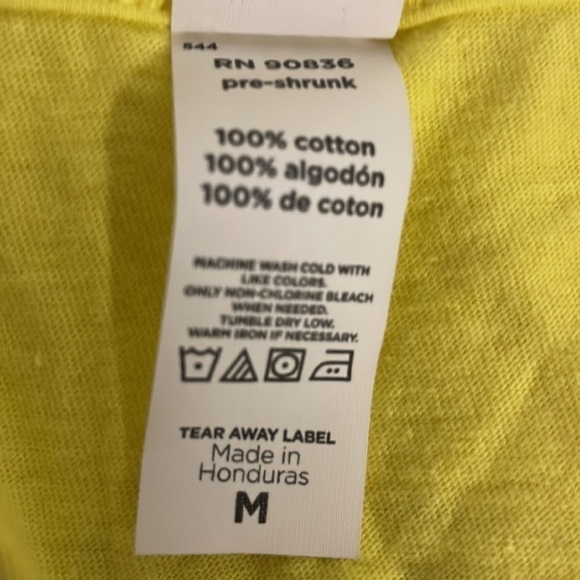 544
RN 90836
pre-shrunk
100% cotton
100% algodón
100% de coton
MACHINE WASH COLD WITH
LIKE COLORS.
ONLY NON-CHLORINE BLEACH
WHEN NEEDED.
TUMBLE DRY LOW.
WARM IRON IF NECESSARY.
TEAR AWAY LABEL
Made in
Honduras
M